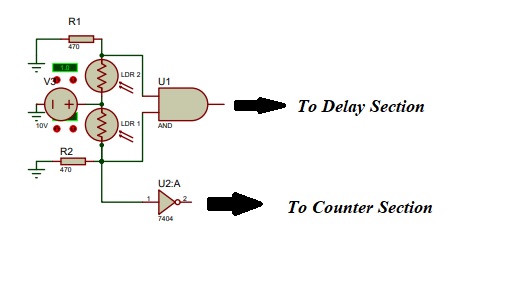 R1
470
1.0
LDR 2
V3
U1
To Delay Section
10V
LDR 1
AND
R2
470
U2:A
1
2
To Counter Section
7404